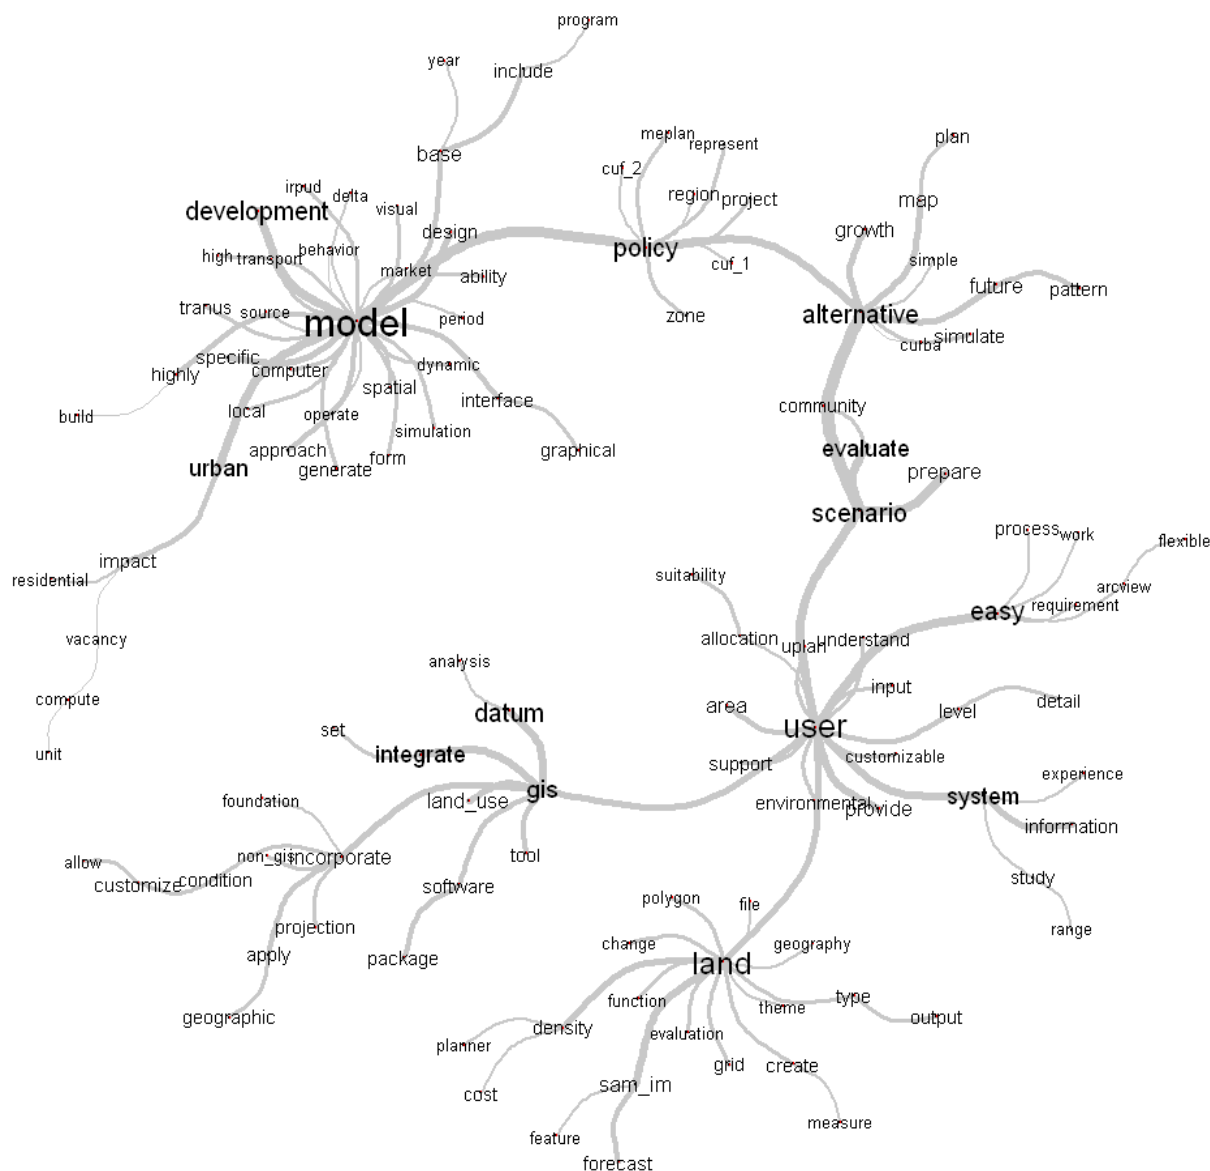 program
year
include
meplan
represent
plan
base
cuf_2
irpud
delta
region
project
map
development
visual
design
growth
high
transport
behavior
policy
simple
market
ability
cuf_1
future
pattern
tranus
source
model
period
zone
alternative
curba
simulate
specific
computer
dynamic
highly
spatial
interface
build
local
operate
simulation
community
approach
form
graphical
evaluate
urban
generate
prepare
scenario
process
work
flexible
impact
suitability
arcview
residential
easy
requirement
vacancy
allocation
uplan
understand
analysis
input
compute
area
level
detail
datum
user
set
integrate
unit
support
customizable
experience
foundation
land_use
gis
environmental
provide
system
information
allow
non_gis
incorporate
tool
customize
condition
software
study
polygon
file
projection
range
apply
package
change
geography
land
geographic
function
theme
type
output
density
evaluation
planner
grid
create
cost
sam_im
measure
feature
forecast